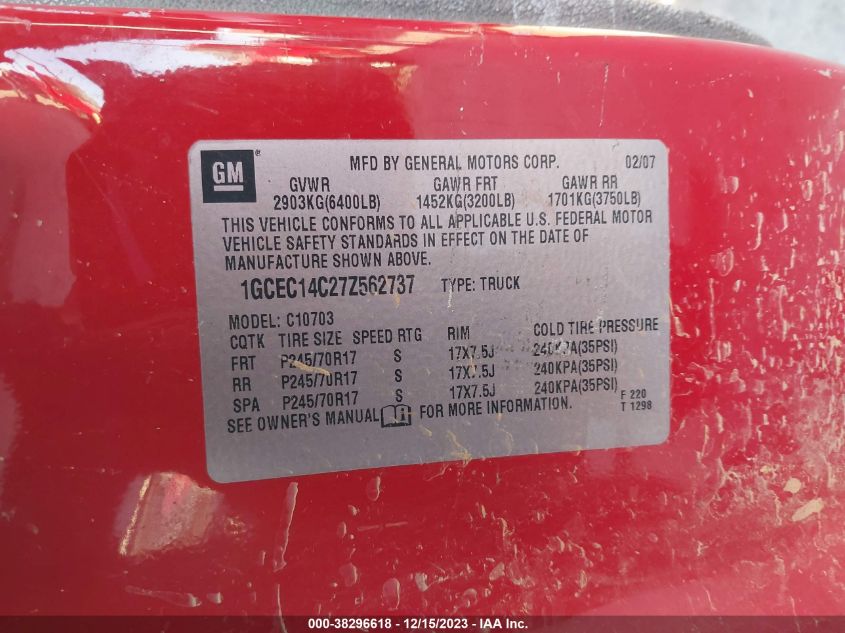 GM ® MFD BY GENERAL MOTORS CORP. 02/07
GVWR GAWR FRT GAWR RR
2903KG(6400LB) 1452KG(3200LB) 1701KG(3750LB)
THIS VEHICLE CONFORMS TO ALL APPLICABLE U.S. FEDERAL MOTOR
VEHICLE SAFETY STANDARDS IN EFFECT ON THE DATE OF
MANUFACTURE SHOWN ABOVE.
1GCEC14C27Z562737 TYPE: TRUCK
MODEL: C10703
CQTK TIRE SIZE SPEED RTG RIM COLD TIRE PRESSURE
FRT P245/70R17 S 17X7.5J 240KPA(35PSI)
RR P245/70R17 S 17X7.5J 240KPA(35PSI)
SPA P245/70R17 S 17X7.5J 240KPA(35PSI)
SEE OWNER'S MANUAL FOR MORE INFORMATION.
F 220
T 1298
000-38296618 - 12/15/2023 - IAA Inc.